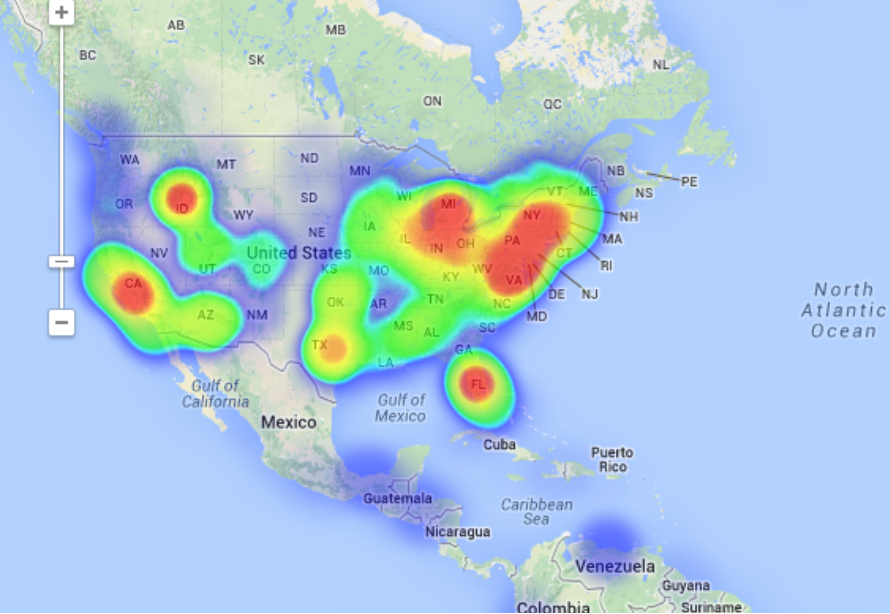 +
AB
MB
BC
SK
NL
ON
QC
WA
MT
ND
MN
NB
PE
OR
ID
WY
SD
WI
MI
VT
ME
NS
NH
NV
NE
IA
IL
IN
OH
PA
NY
CT
MA
RI
United States
UT
CO
KS
MO
KY
WV
VA
DE
NJ
MD
CA
AZ
NM
OK
AR
TN
NC
SC
North
Atlantic
Ocean
−
TX
LA
MS
AL
GA
FL
Gulf of
California
Gulf of
Mexico
Mexico
Cuba
Puerto
Rico
Guatemala
Caribbean
Sea
Nicaragua
Venezuela
Guyana
Colombia
Suriname